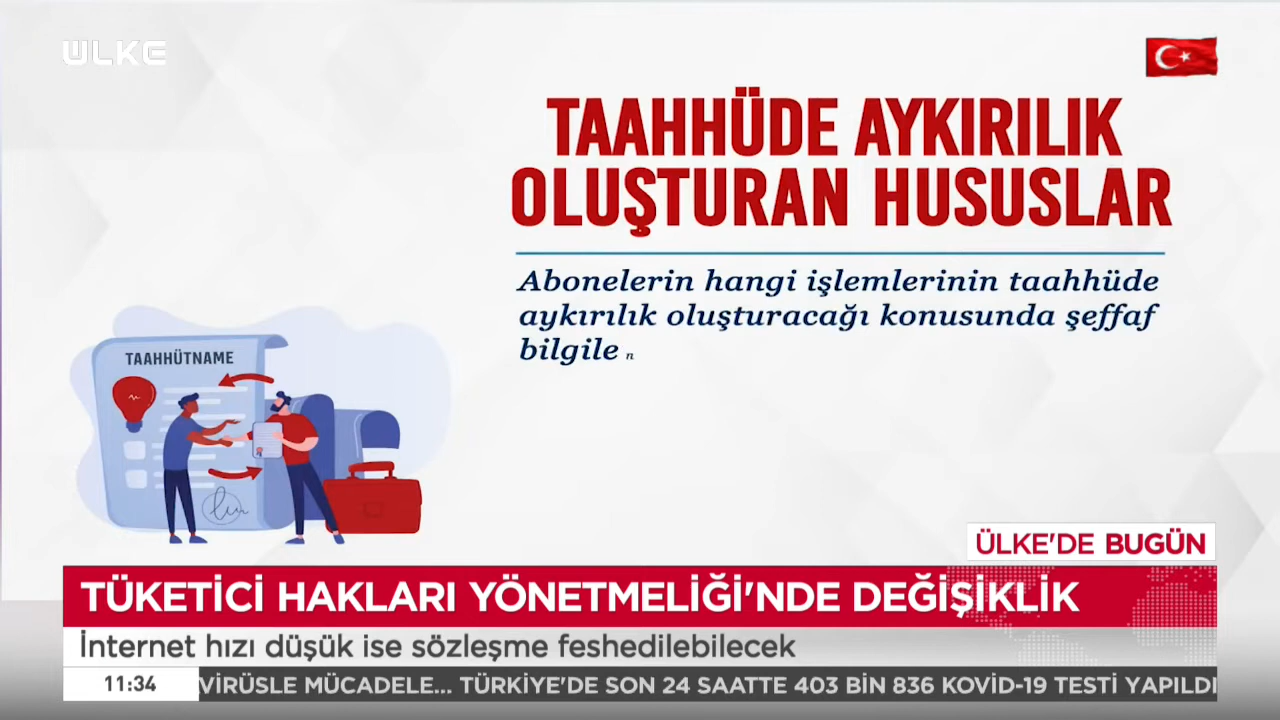 ÜLKE
TAAHHÜDE AYKIRILIK
OLUŞTURAN HUSUSLAR
Abonelerin hangi işlemlerinin taahhüde
aykırılık oluşturacağı konusunda şeffaf
bilgile n
TAAHHÜTNAME
ÜLKE'DE BUGÜN
TÜKETİCİ HAKLARI YÖNETMELİĞİ'NDE DEĞİŞİKLİK
İnternet hızı düşük ise sözleşme feshedilebilecek
11:34 VİRÜSLE MÜCADELE... TÜRKİYE'DE SON 24 SAATTE 403 BİN 836 KOVİD-19 TESTİ YAPILDI